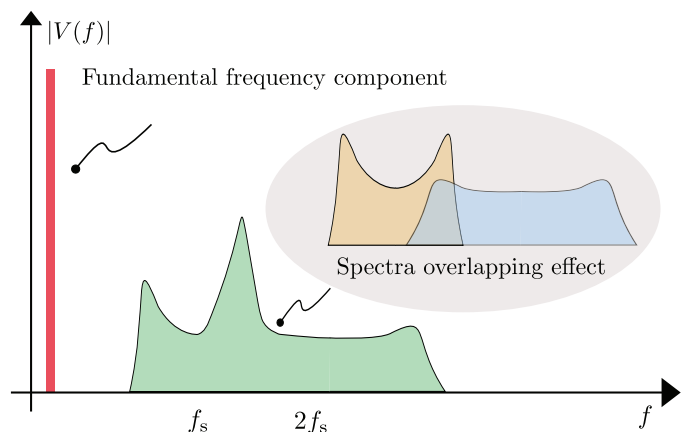 |V(f)|
Fundamental frequency component
Spectra overlapping effect
fₛ
2fₛ
f